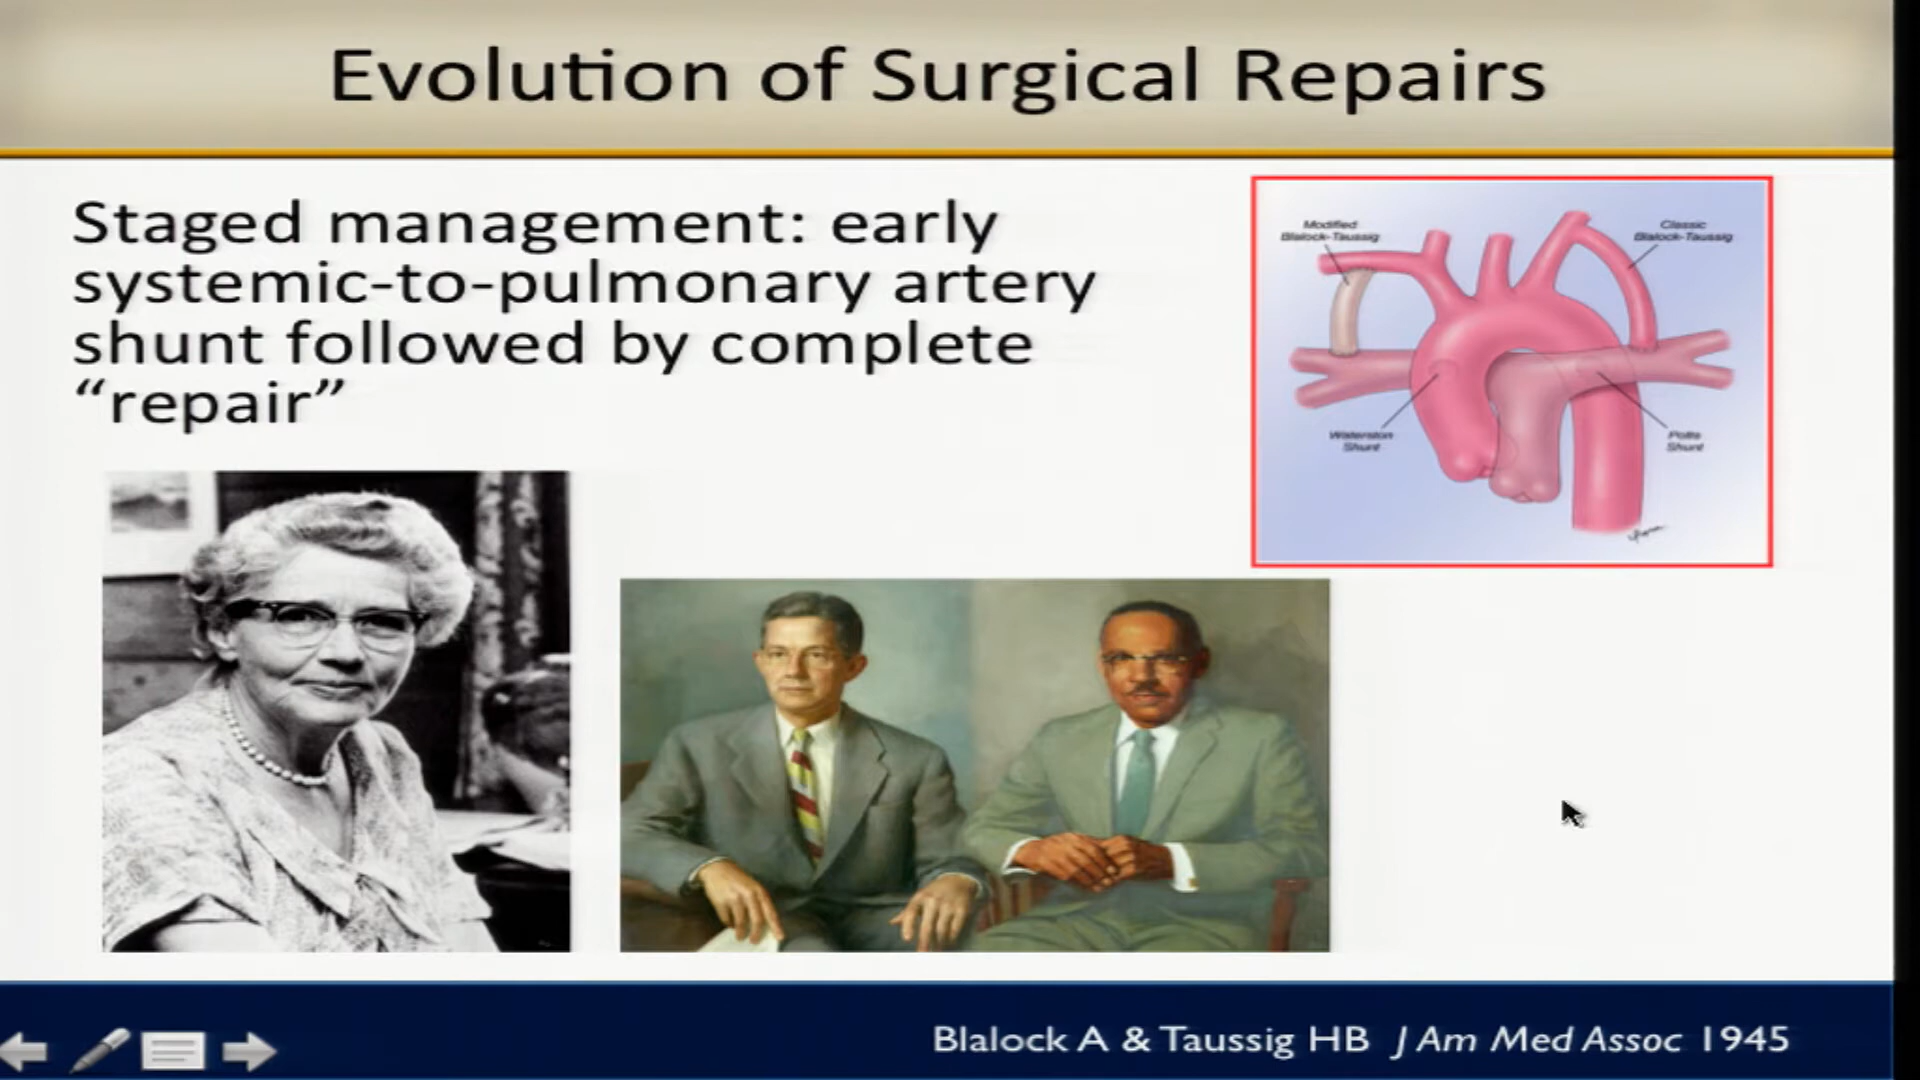 Evolution of Surgical Repairs
Staged management: early
systemic-to-pulmonary artery
shunt followed by complete
“repair”
Modified
Blalock-Taussig
Classic
Blalock-Taussig
Waterston
Shunt
Potts
Shunt
Blalock A & Taussig HB J Am Med Assoc 1945